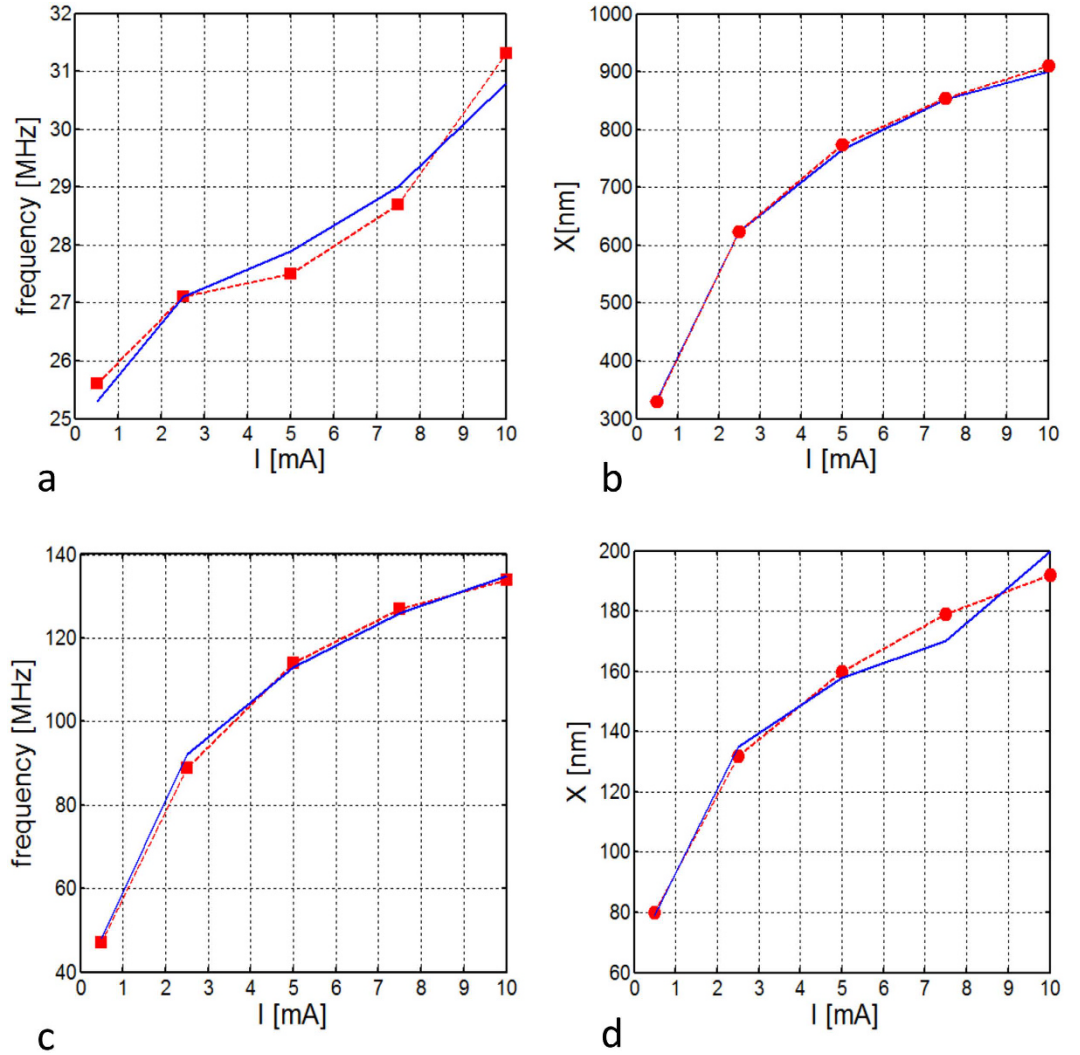 frequency [MHz]
32
31
30
29
28
27
26
25
0 1 2 3 4 5 6 7 8 9 10
I [mA]
a
X[nm]
1000
900
800
700
600
500
400
300
0 1 2 3 4 5 6 7 8 9 10
I [mA]
b
frequency [MHz]
140
120
100
80
60
40
0 1 2 3 4 5 6 7 8 9 10
I [mA]
c
X [nm]
200
180
160
140
120
100
80
60
0 1 2 3 4 5 6 7 8 9 10
I [mA]
d